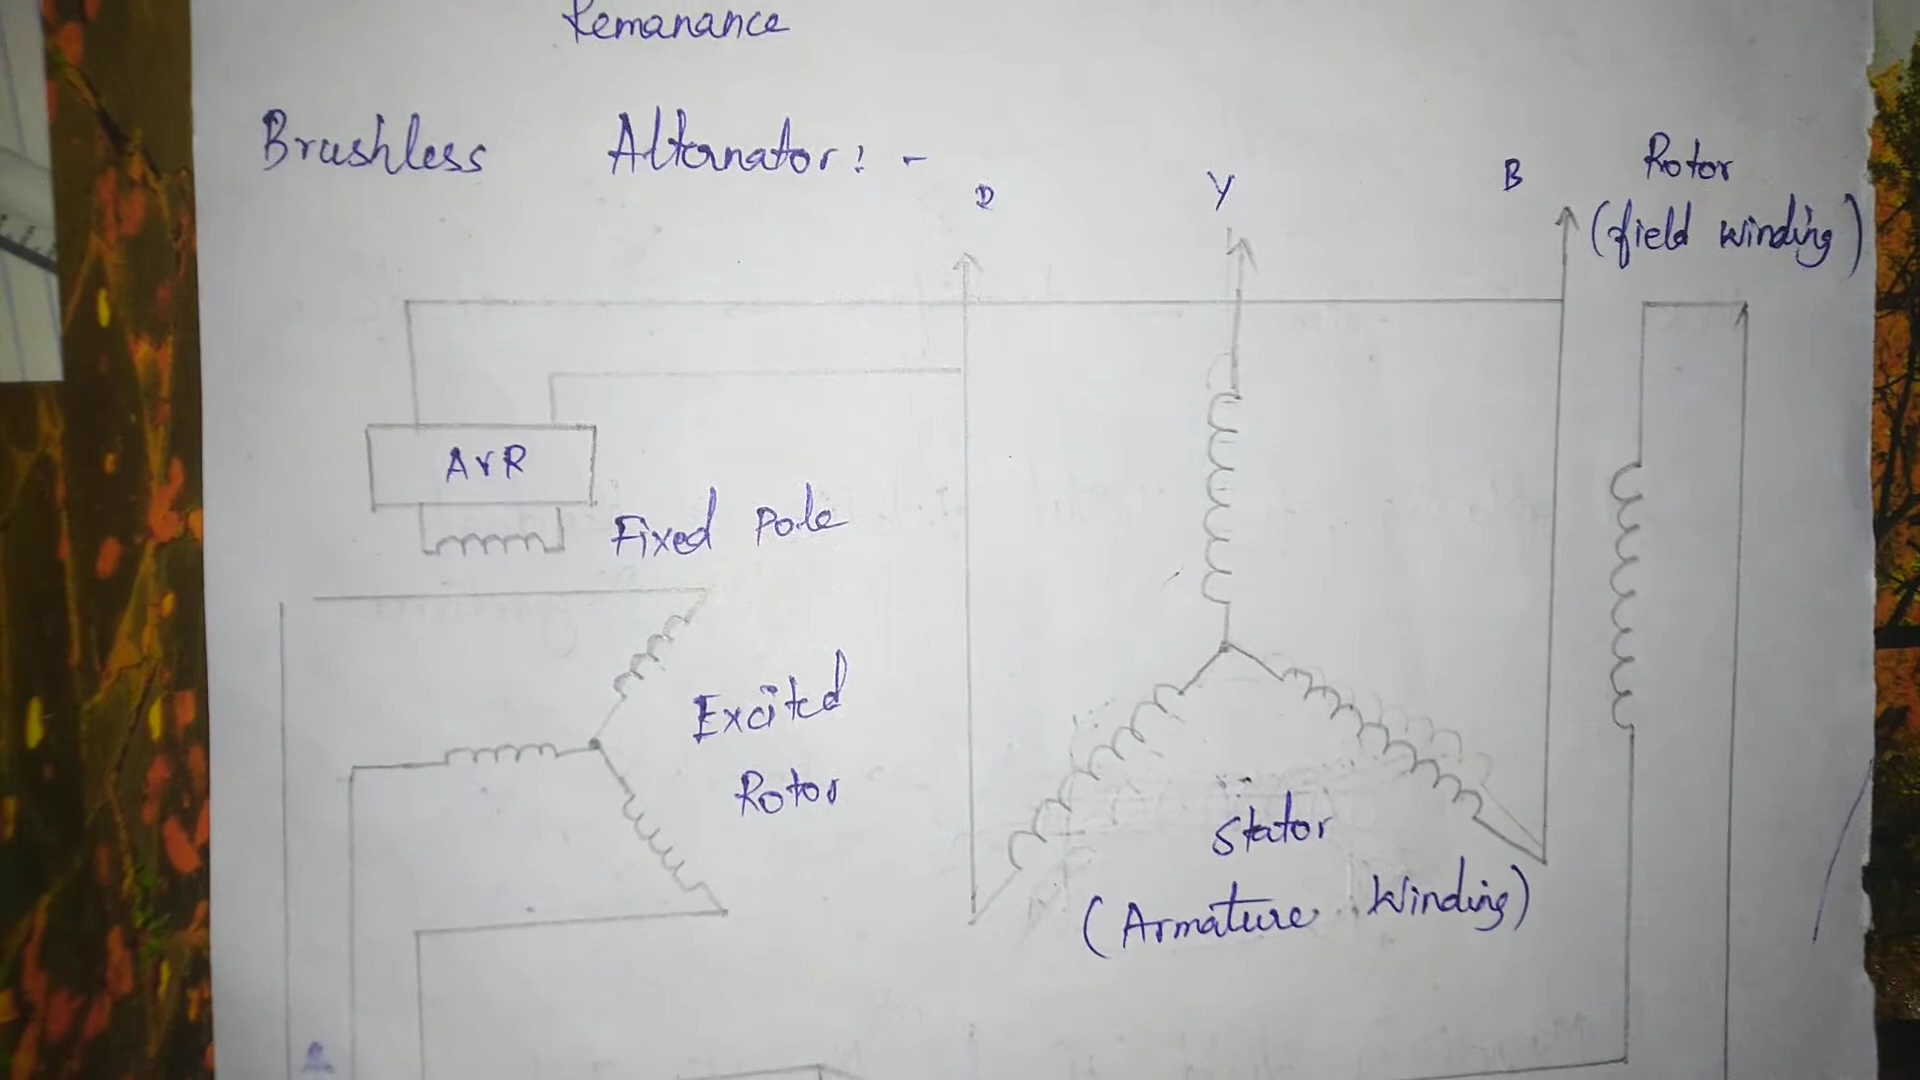 Remanance
Brushless Alternator: -
R
Y
B
Rotor
(field winding)
AVR
Fixed Pole
Excited
Rotor
Stator
(Armature Winding)